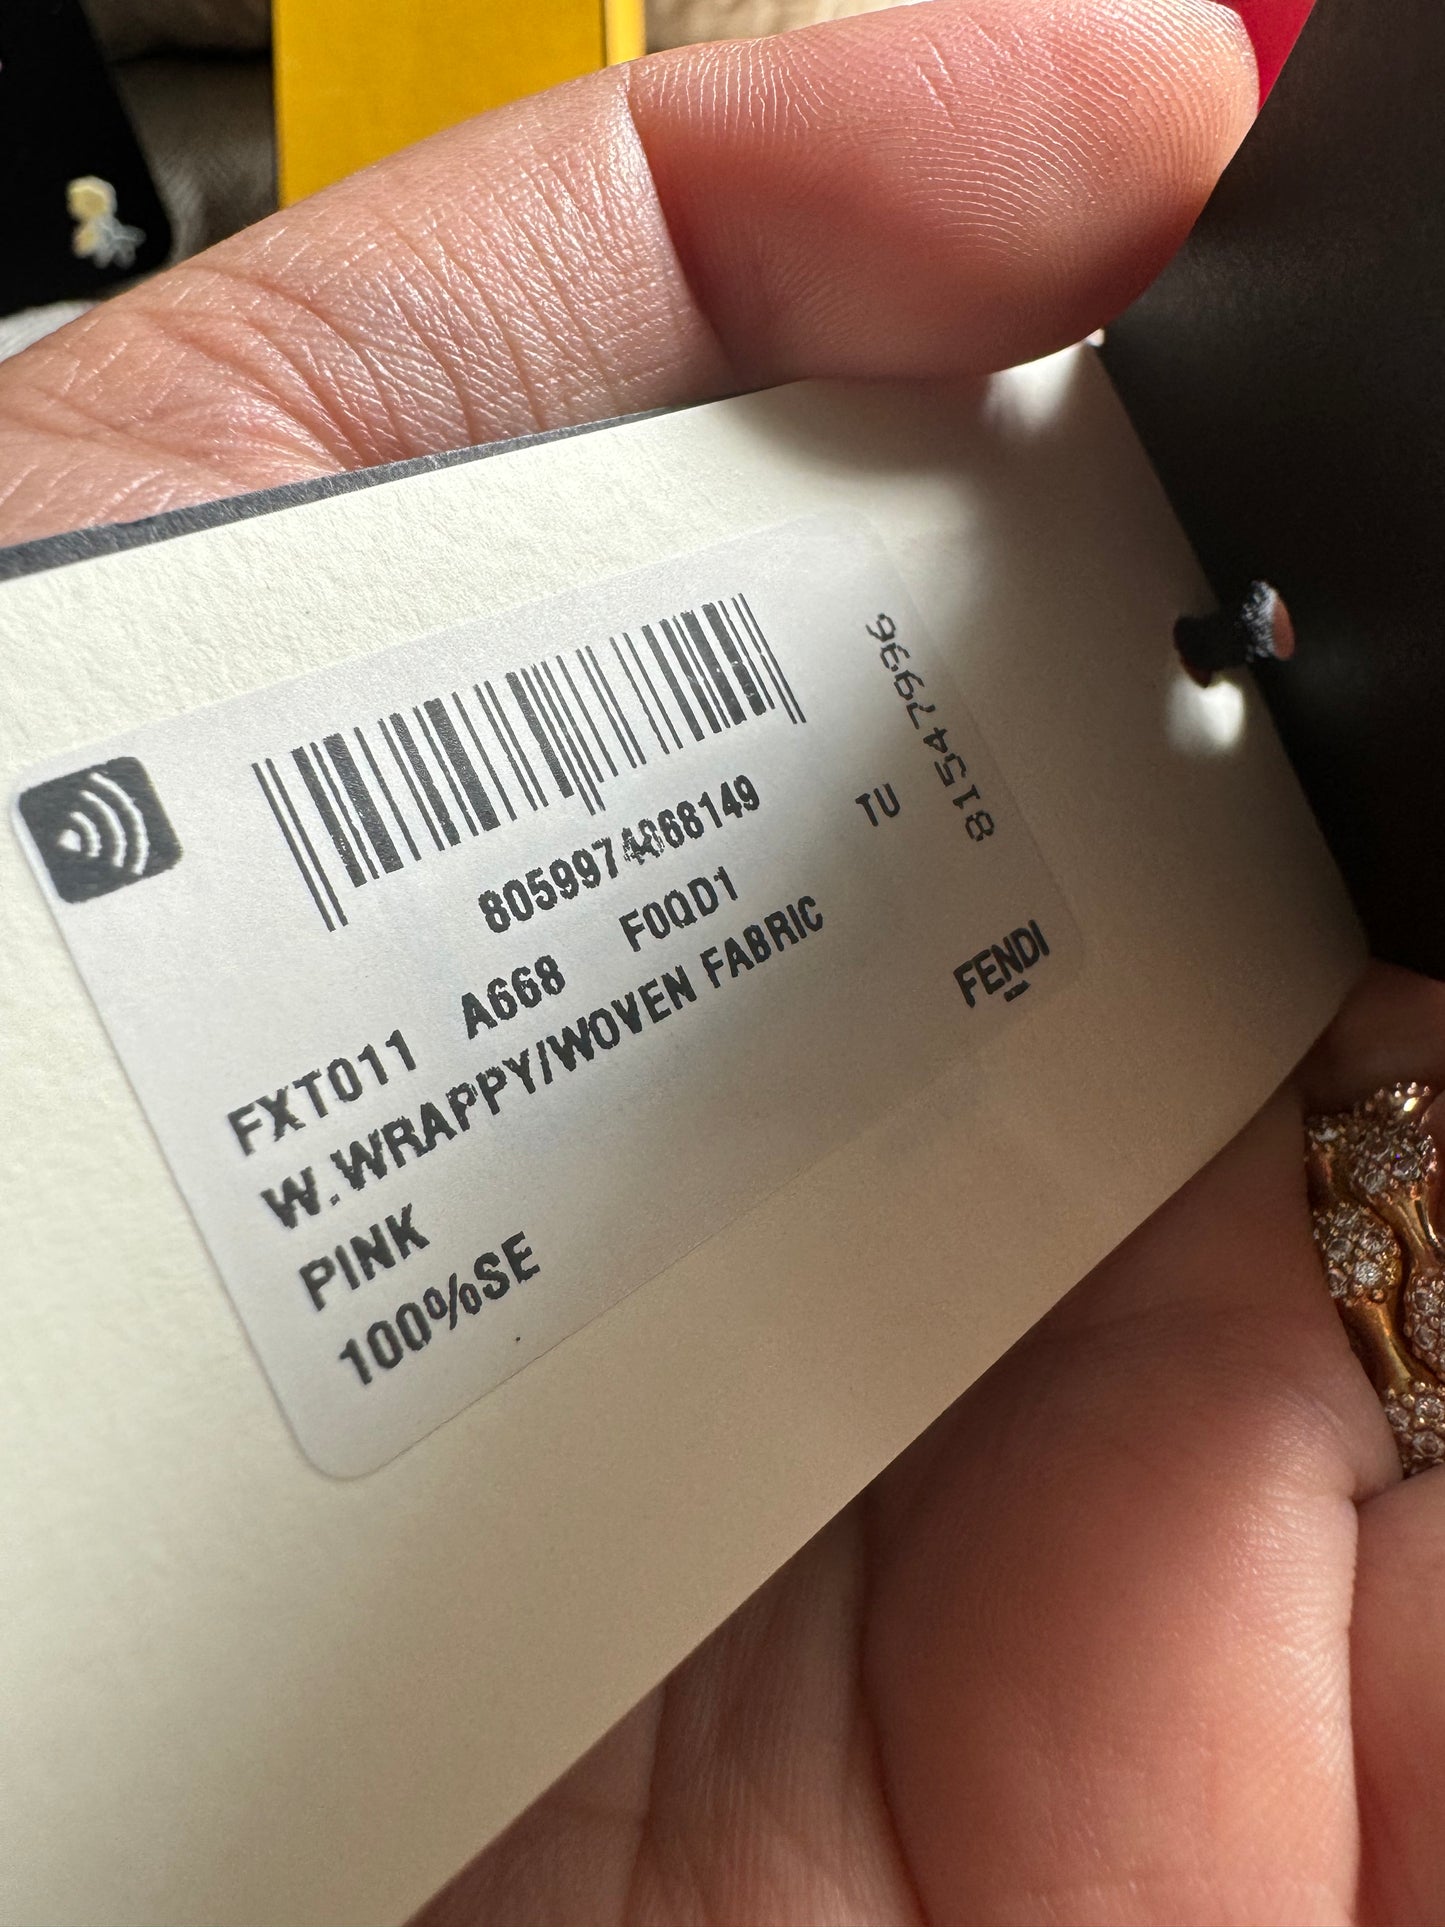 8059974868149
FXT011 A668 F0QD1 TU
W.WRAPPY/WOVEN FABRIC
PINK
100%SE
FENDI
81547996